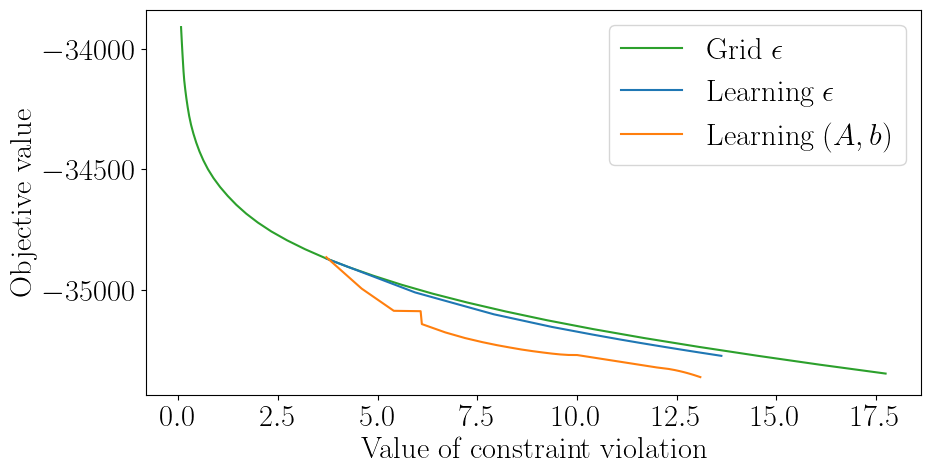 Grid ϵ
Learning ϵ
Learning (A, b)
Objective value
−34000
−34500
−35000
0.0 2.5 5.0 7.5 10.0 12.5 15.0 17.5
Value of constraint violation